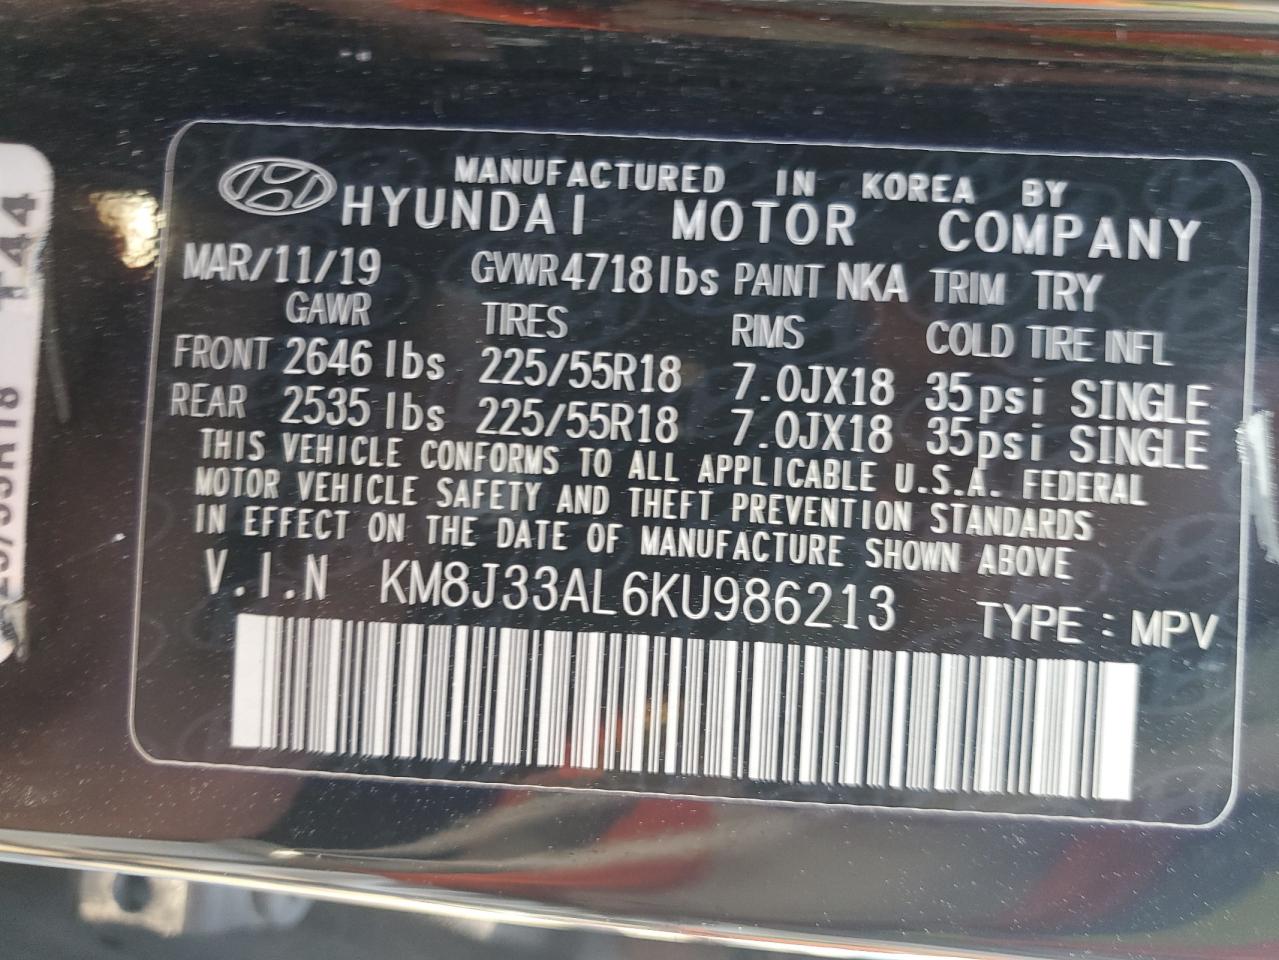 MANUFACTURED IN KOREA BY
HYUNDAI MOTOR COMPANY
MAR/11/19 GVWR 4718lbs PAINT NKA TRIM TRY
GAWR TIRES RIMS COLD TIRE INFL
FRONT 2646 lbs 225/55R18 7.0JX18 35psi SINGLE
REAR 2535 lbs 225/55R18 7.0JX18 35psi SINGLE
THIS VEHICLE CONFORMS TO ALL APPLICABLE U.S.A. FEDERAL
MOTOR VEHICLE SAFETY AND THEFT PREVENTION STANDARDS
IN EFFECT ON THE DATE OF MANUFACTURE SHOWN ABOVE
V.I.N KM8J33AL6KU986213 TYPE : MPV